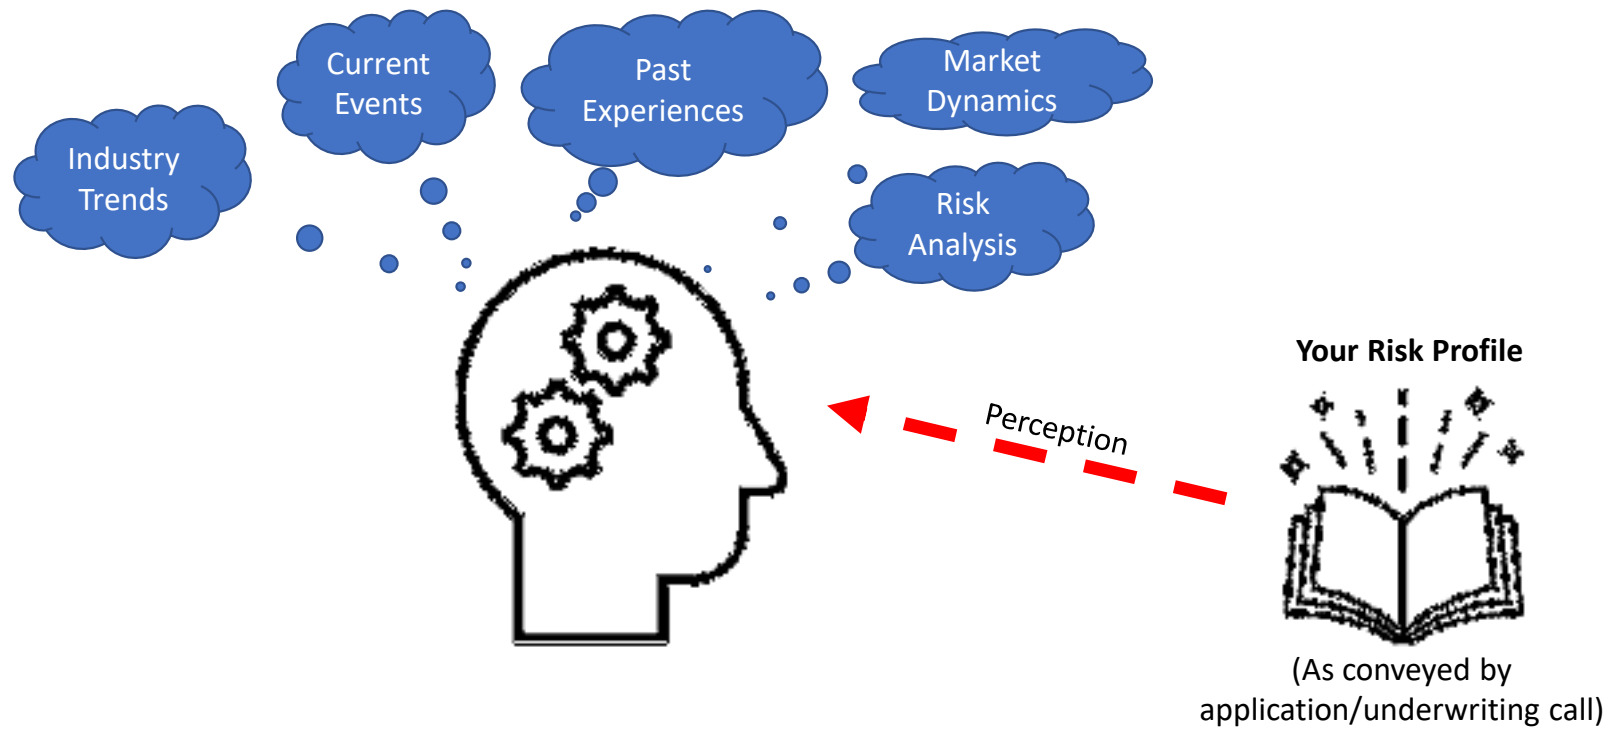 Industry
Trends
Current
Events
Past
Experiences
Market
Dynamics
Risk
Analysis
Perception
Your Risk Profile
(As conveyed by
application/underwriting call)